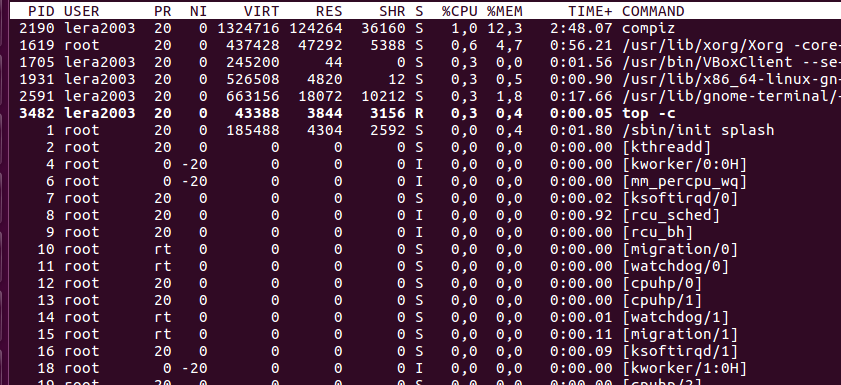 PID USER PR NI VIRT RES SHR S %CPU %MEM TIME+ COMMAND
2190 lera2003 20 0 1324716 124264 36160 S 1,0 12,3 2:48.07 compiz
1619 root 20 0 437428 47292 5388 S 0,6 4,7 0:56.21 /usr/lib/xorg/Xorg -core-
1705 lera2003 20 0 245200 44 0 S 0,3 0,0 0:01.56 /usr/bin/VBoxClient --se-
1931 lera2003 20 0 526508 4820 12 S 0,3 0,5 0:00.90 /usr/lib/x86_64-linux-gn-
2591 lera2003 20 0 663156 18072 10212 S 0,3 1,8 0:17.66 /usr/lib/gnome-terminal/-
3482 lera2003 20 0 43388 3844 3156 R 0,3 0,4 0:00.05 top -c
1 root 20 0 185488 4304 2592 S 0,0 0,4 0:01.80 /sbin/init splash
2 root 20 0 0 0 0 S 0,0 0,0 0:00.00 [kthreadd]
4 root 0 -20 0 0 0 I 0,0 0,0 0:00.00 [kworker/0:0H]
6 root 0 -20 0 0 0 I 0,0 0,0 0:00.00 [mm_percpu_wq]
7 root 20 0 0 0 0 S 0,0 0,0 0:00.02 [ksoftirqd/0]
8 root 20 0 0 0 0 I 0,0 0,0 0:00.92 [rcu_sched]
9 root 20 0 0 0 0 I 0,0 0,0 0:00.00 [rcu_bh]
10 root rt 0 0 0 0 S 0,0 0,0 0:00.00 [migration/0]
11 root rt 0 0 0 0 S 0,0 0,0 0:00.00 [watchdog/0]
12 root 20 0 0 0 0 S 0,0 0,0 0:00.00 [cpuhp/0]
13 root 20 0 0 0 0 S 0,0 0,0 0:00.00 [cpuhp/1]
14 root rt 0 0 0 0 S 0,0 0,0 0:00.01 [watchdog/1]
15 root rt 0 0 0 0 S 0,0 0,0 0:00.11 [migration/1]
16 root 20 0 0 0 0 S 0,0 0,0 0:00.09 [ksoftirqd/1]
18 root 0 -20 0 0 0 I 0,0 0,0 0:00.00 [kworker/1:0H]
19 root 20 0 0 0 0 S 0,0 0,0 0:00.00 [cpuhp/2]